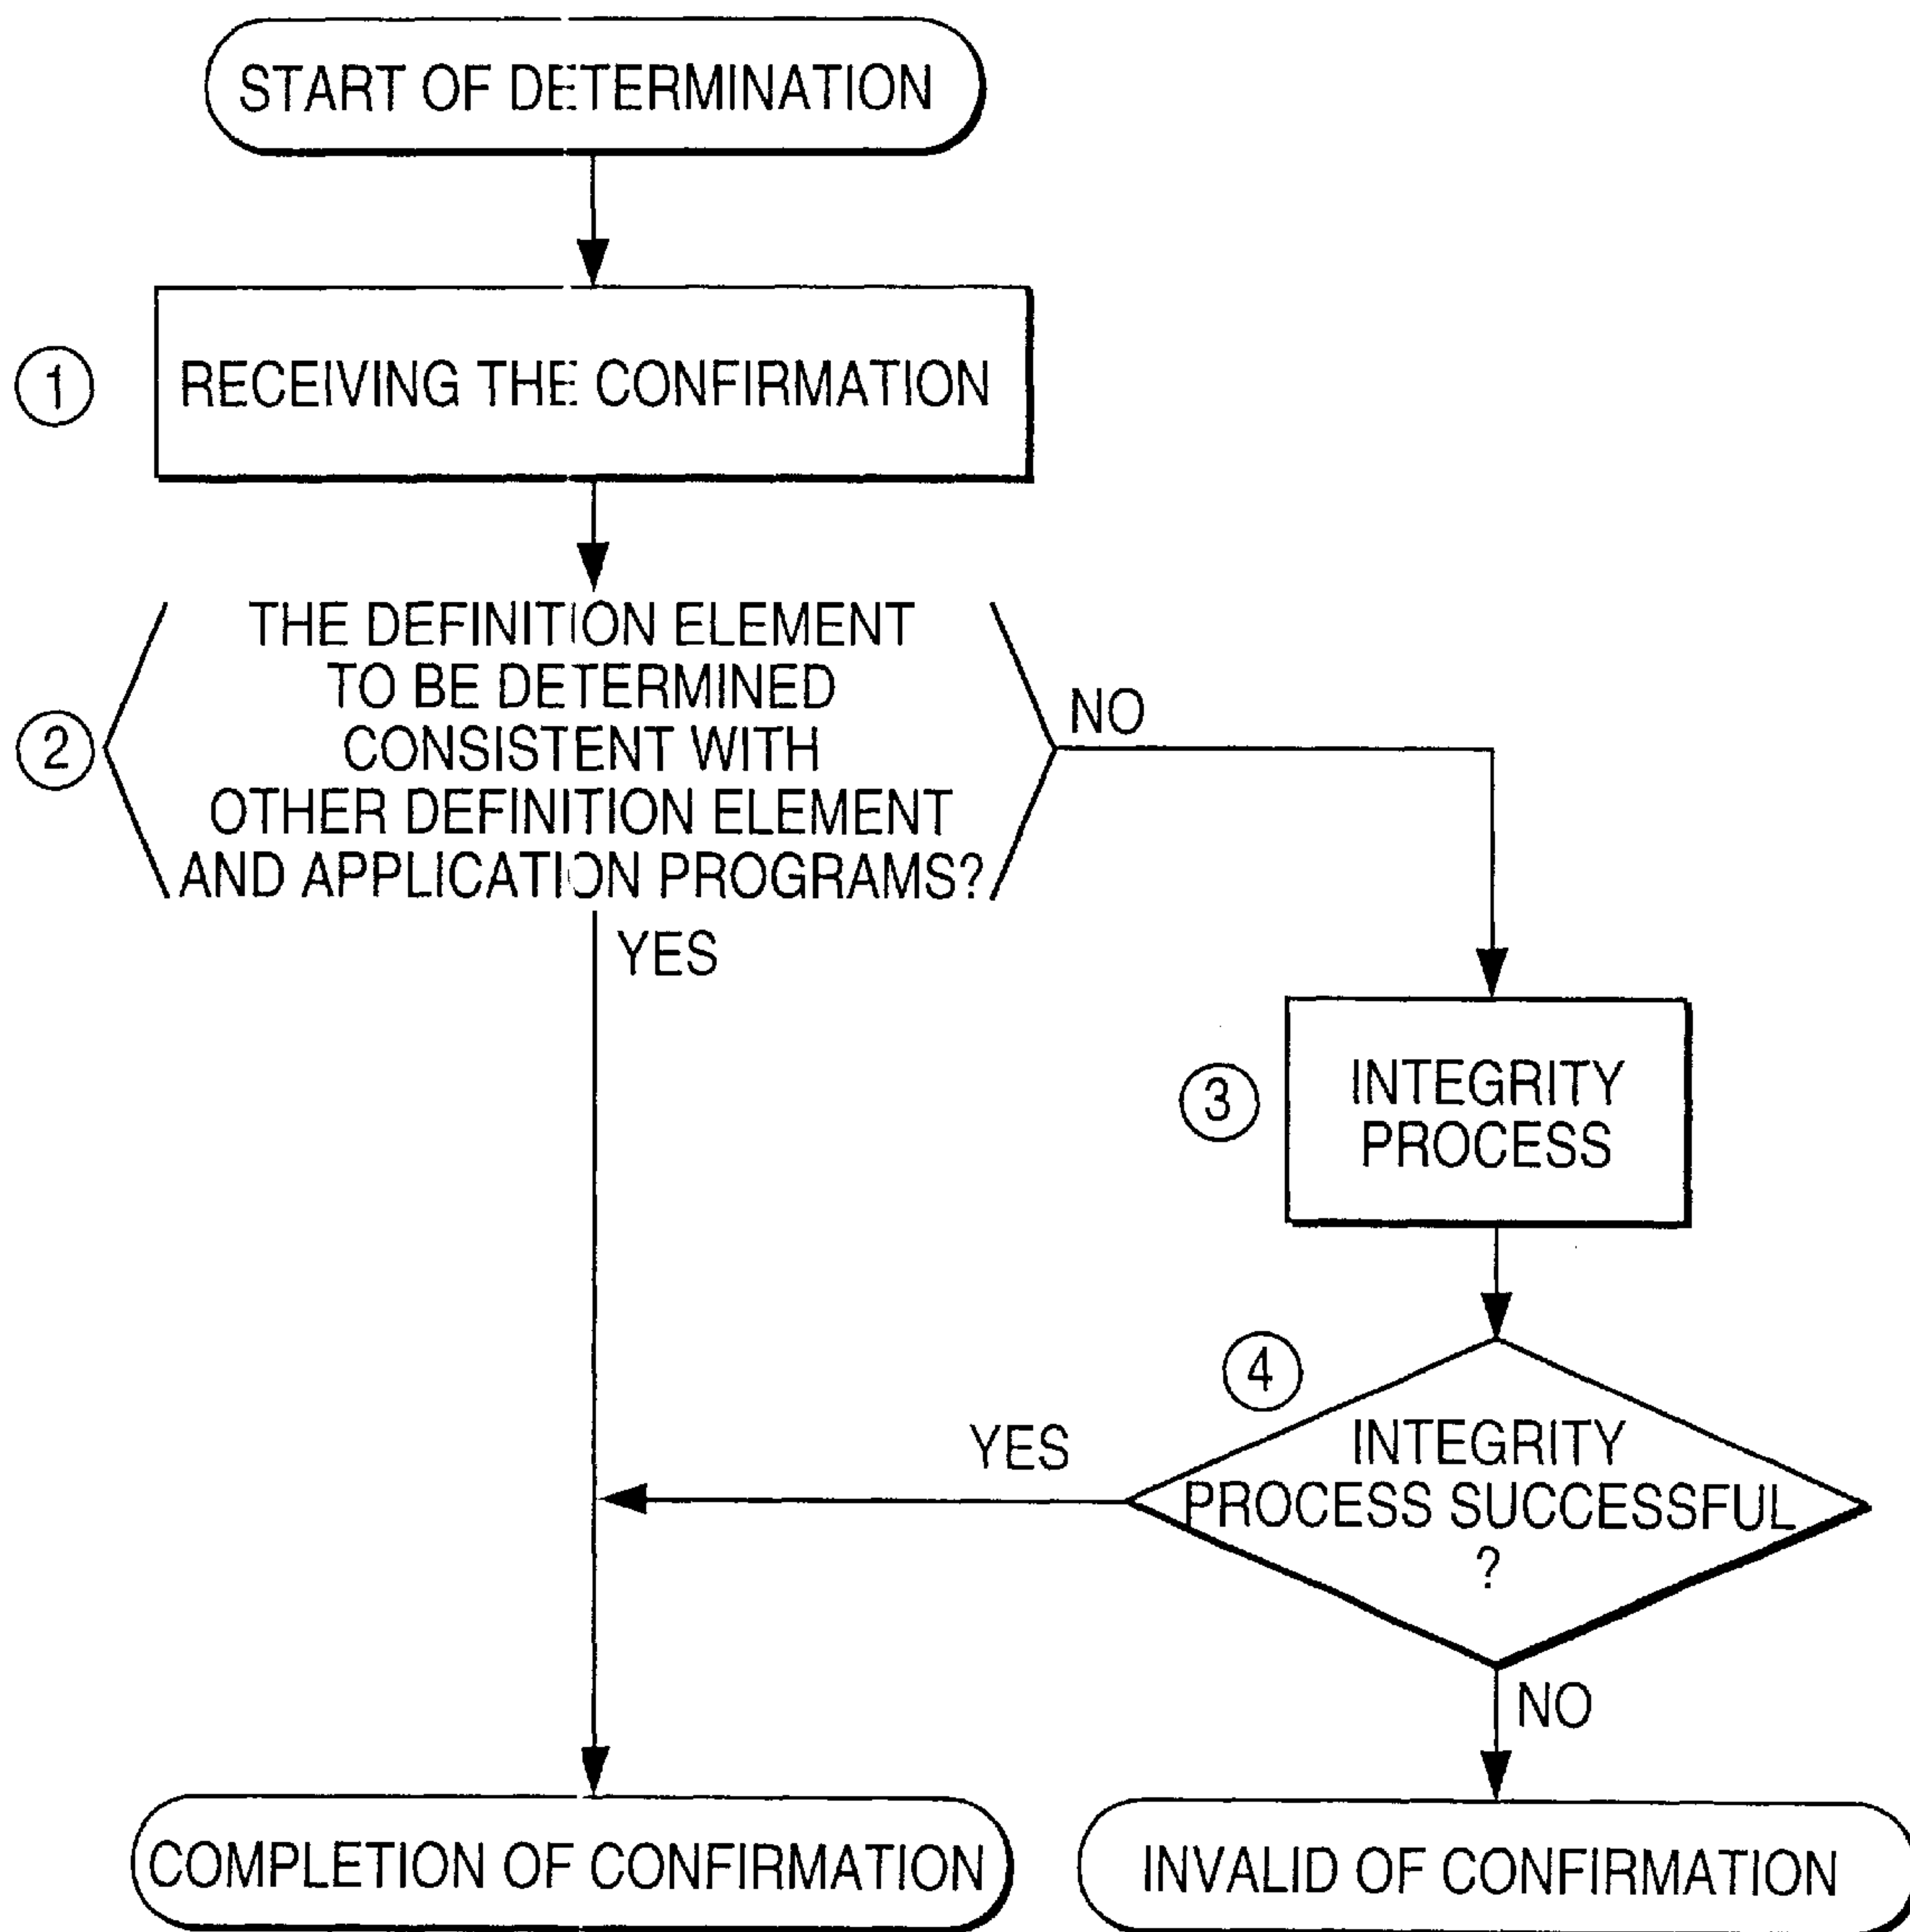 START OF DETERMINATION
1
RECEIVING THE CONFIRMATION
2
THE DEFINITION ELEMENT
TO BE DETERMINED
CONSISTENT WITH
OTHER DEFINITION ELEMENT
AND APPLICATION PROGRAMS?
NO
YES
3
INTEGRITY
PROCESS
4
INTEGRITY
PROCESS SUCCESSFUL
?
YES
NO
COMPLETION OF CONFIRMATION
INVALID OF CONFIRMATION